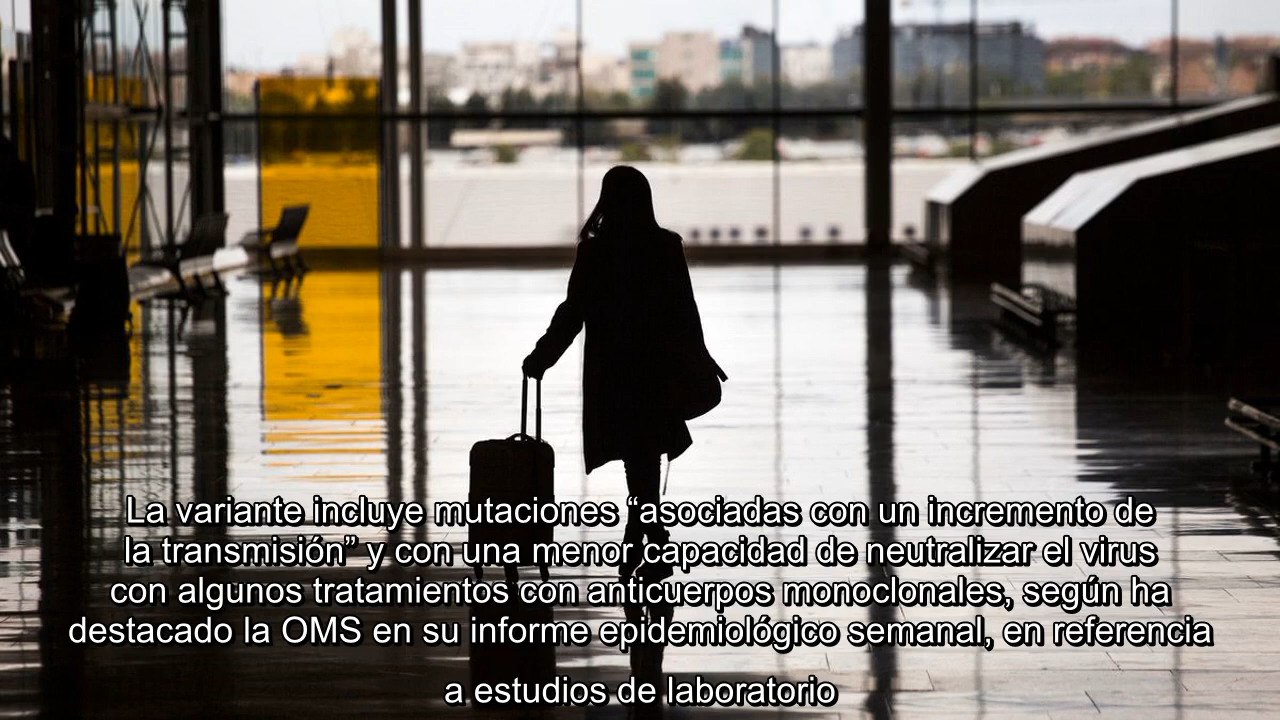 La variante incluye mutaciones “asociadas con un incremento de
la transmisión” y con una menor capacidad de neutralizar el virus
con algunos tratamientos con anticuerpos monoclonales, según ha
destacado la OMS en su informe epidemiológico semanal, en referencia
a estudios de laboratorio